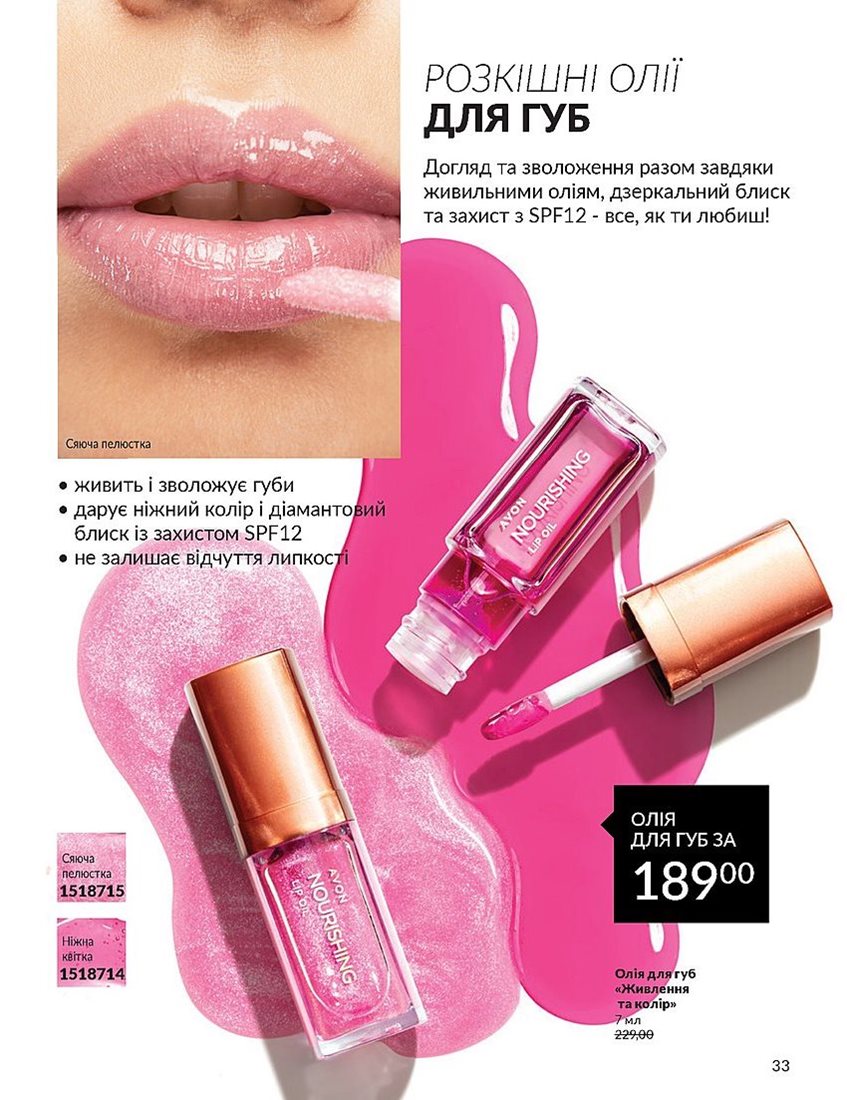 РОЗКІШНІ ОЛІЇ
ДЛЯ ГУБ
Догляд та зволоження разом завдяки
живильними оліям, дзеркальний блиск
та захист з SPF12 - все, як ти любиш!
Сяюча пелюстка
• живить і зволожує губи
• дарує ніжний колір і діамантовий
блиск із захистом SPF12
• не залишає відчуття липкості
AVON
NOURISHING
LIP OIL
AVON
NOURISHING
LIP OIL
Сяюча
пелюстка
1518715
Ніжна
квітка
1518714
ОЛІЯ
ДЛЯ ГУБ ЗА
18900
Олія для губ
«Живлення
та колір»
7 мл
229,00
33